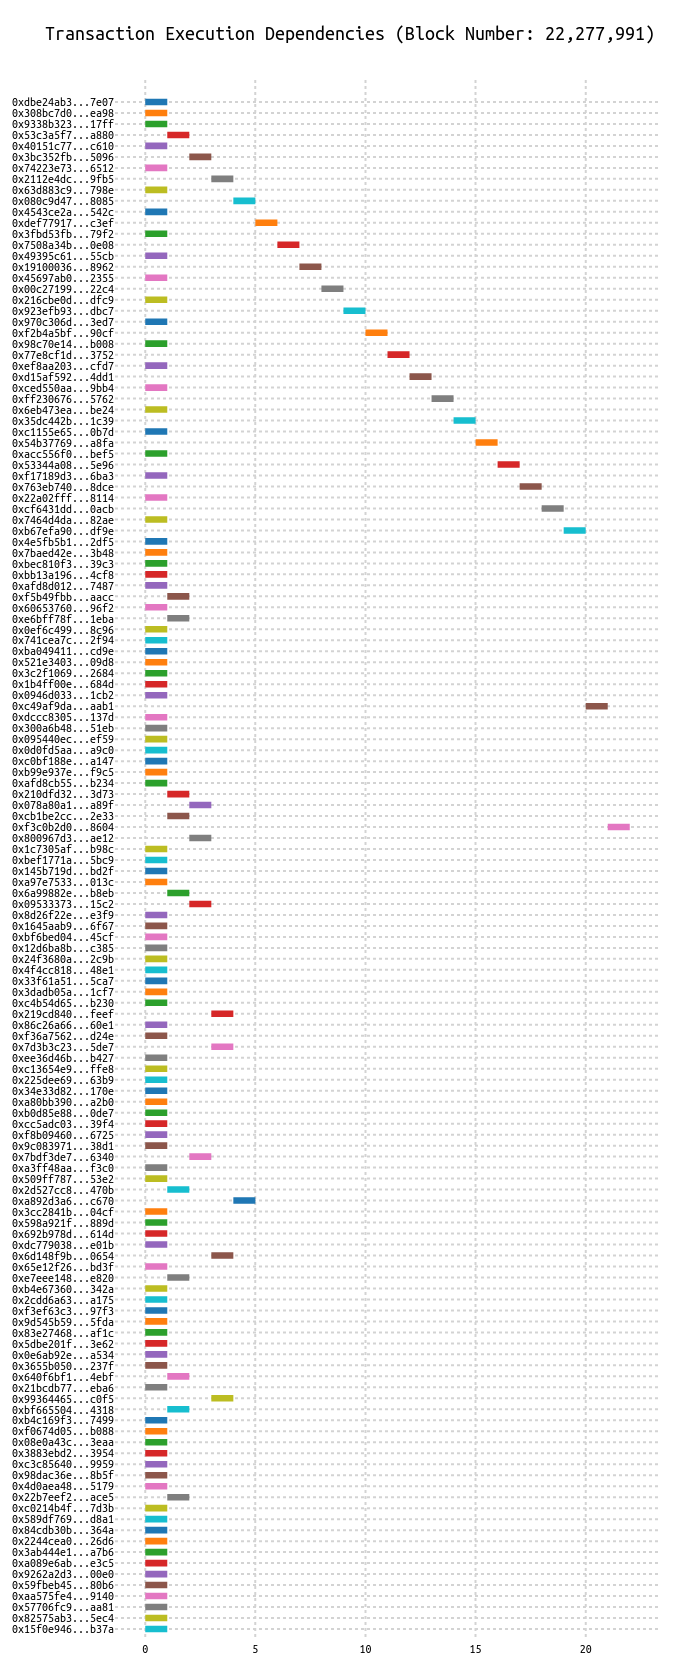 Transaction Execution Dependencies (Block Number: 22,277,991)
0xdbe24ab3...7e07
0x308bc7d0...ea98
0x9338b323...17ff
0x53c3a5f7...a880
0x40151c77...c610
0x3bc352fb...5096
0x74223e73...6512
0x2112e4dc...9fb5
0x63d883c9...798e
0x080c9d47...8085
0x4543ce2a...542c
0xdef77917...c3ef
0x3fbd53fb...79f2
0x7508a34b...0e08
0x49395c61...55cb
0x19100036...8962
0x45697ab0...2355
0x00c27199...22c4
0x216cbe0d...dfc9
0x923efb93...dbc7
0x970c306d...3ed7
0xf2b4a5bf...90cf
0x98c70e14...b008
0x77e8cf1d...3752
0xef8aa203...cfd7
0xd15af592...4dd1
0xced550aa...9bb4
0xff230676...5762
0x6eb473ea...be24
0x35dc442b...1c39
0xc1155e65...0b7d
0x54b37769...a8fa
0xacc556f0...bef5
0x53344a08...5e96
0xf17189d3...6ba3
0x763eb740...8dce
0x22a02fff...8114
0xcf6431dd...0acb
0x7464d4da...82ae
0xb67efa90...df9e
0x4e5fb5b1...2df5
0x7baed42e...3b48
0xbec810f3...39c3
0xbb13a196...4cf8
0xafd8d012...7487
0xf5b49fbb...aacc
0x60653760...96f2
0xe6bff78f...1eba
0x0ef6c499...8c96
0x741cea7c...2f94
0xba049411...cd9e
0x521e3403...09d8
0x3c2f1069...2684
0x1b4ff00e...684d
0x0946d033...1cb2
0xc49af9da...aab1
0xdccc8305...137d
0x300a6b48...51eb
0x095440ec...ef59
0x0d0fd5aa...a9c0
0xc0bf188e...a147
0xb99e937e...f9c5
0xafd8cb55...b234
0x210dfd32...3d73
0x078a80a1...a89f
0xcb1be2cc...2e33
0xf3c0b2d0...8604
0x800967d3...ae12
0x1c7305af...b98c
0xbef1771a...5bc9
0x145b719d...bd2f
0xa97e7533...013c
0x6a99882e...b8eb
0x09533373...15c2
0x8d26f22e...e3f9
0x1645aab9...6f67
0xbf6bed04...45cf
0x12d6ba8b...c385
0x24f3680a...2c9b
0x4f4cc818...48e1
0x33f61a51...5ca7
0x3dadb05a...1cf7
0xc4b54d65...b230
0x219cd840...feef
0x86c26a66...60e1
0xf36a7562...d24e
0x7d3b3c23...5de7
0xee36d46b...b427
0xc13654e9...ffe8
0x225dee69...63b9
0x34e33d82...170e
0xa80bb390...a2b0
0xb0d85e88...0de7
0xcc5adc03...39f4
0xf8b09460...6725
0x9c083971...38d1
0x7bdf3de7...6340
0xa3ff48aa...f3c0
0x509ff787...53e2
0x2d527cc8...470b
0xa892d3a6...c670
0x3cc2841b...04cf
0x598a921f...889d
0x692b978d...614d
0xdc779038...e01b
0x6d148f9b...0654
0x65e12f26...bd3f
0xe7eee148...e820
0xb4e67360...342a
0x2cdd6a63...a175
0xf3ef63c3...97f3
0x9d545b59...5fda
0x83e27468...af1c
0x5dbe201f...3e62
0x0e6ab92e...a534
0x3655b050...237f
0x640f6bf1...4ebf
0x21bcdb77...eba6
0x99364465...c0f5
0xbf665504...4318
0xb4c169f3...7499
0xf0674d05...b088
0x08e0a43c...3eaa
0x3883ebd2...3954
0xc3c85640...9959
0x98dac36e...8b5f
0x4d0aea48...5179
0x22b7eef2...ace5
0xc0214b4f...7d3b
0x589df769...d8a1
0x84cdb30b...364a
0x2244cea0...26d6
0x3ab444e1...a7b6
0xa089e6ab...e3c5
0x9262a2d3...00e0
0x59fbeb45...80b6
0xaa575fe4...9140
0x57706fc9...aa81
0x82575ab3...5ec4
0x15f0e946...b37a
0 5 10 15 20